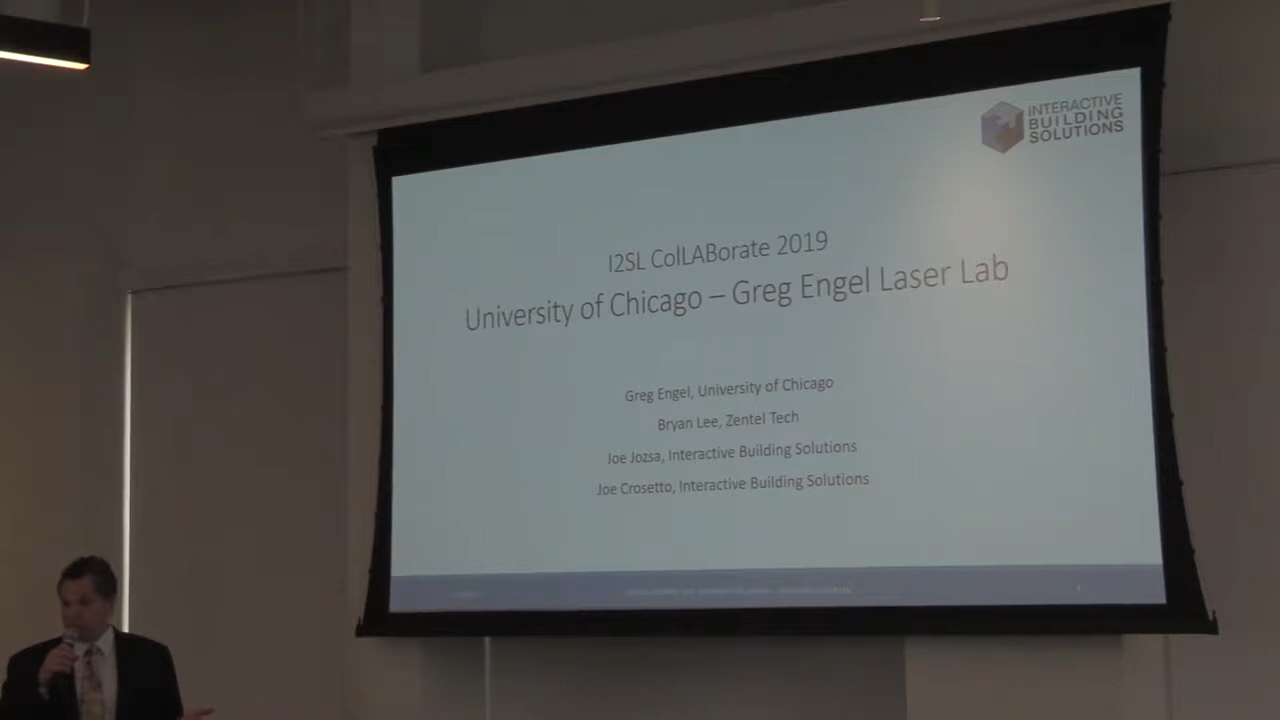 INTERACTIVE
BUILDING
SOLUTIONS
I2SL ColLABorate 2019
University of Chicago – Greg Engel Laser Lab
Greg Engel, University of Chicago
Bryan Lee, Zentel Tech
Joe Jozsa, Interactive Building Solutions
Joe Crosetto, Interactive Building Solutions